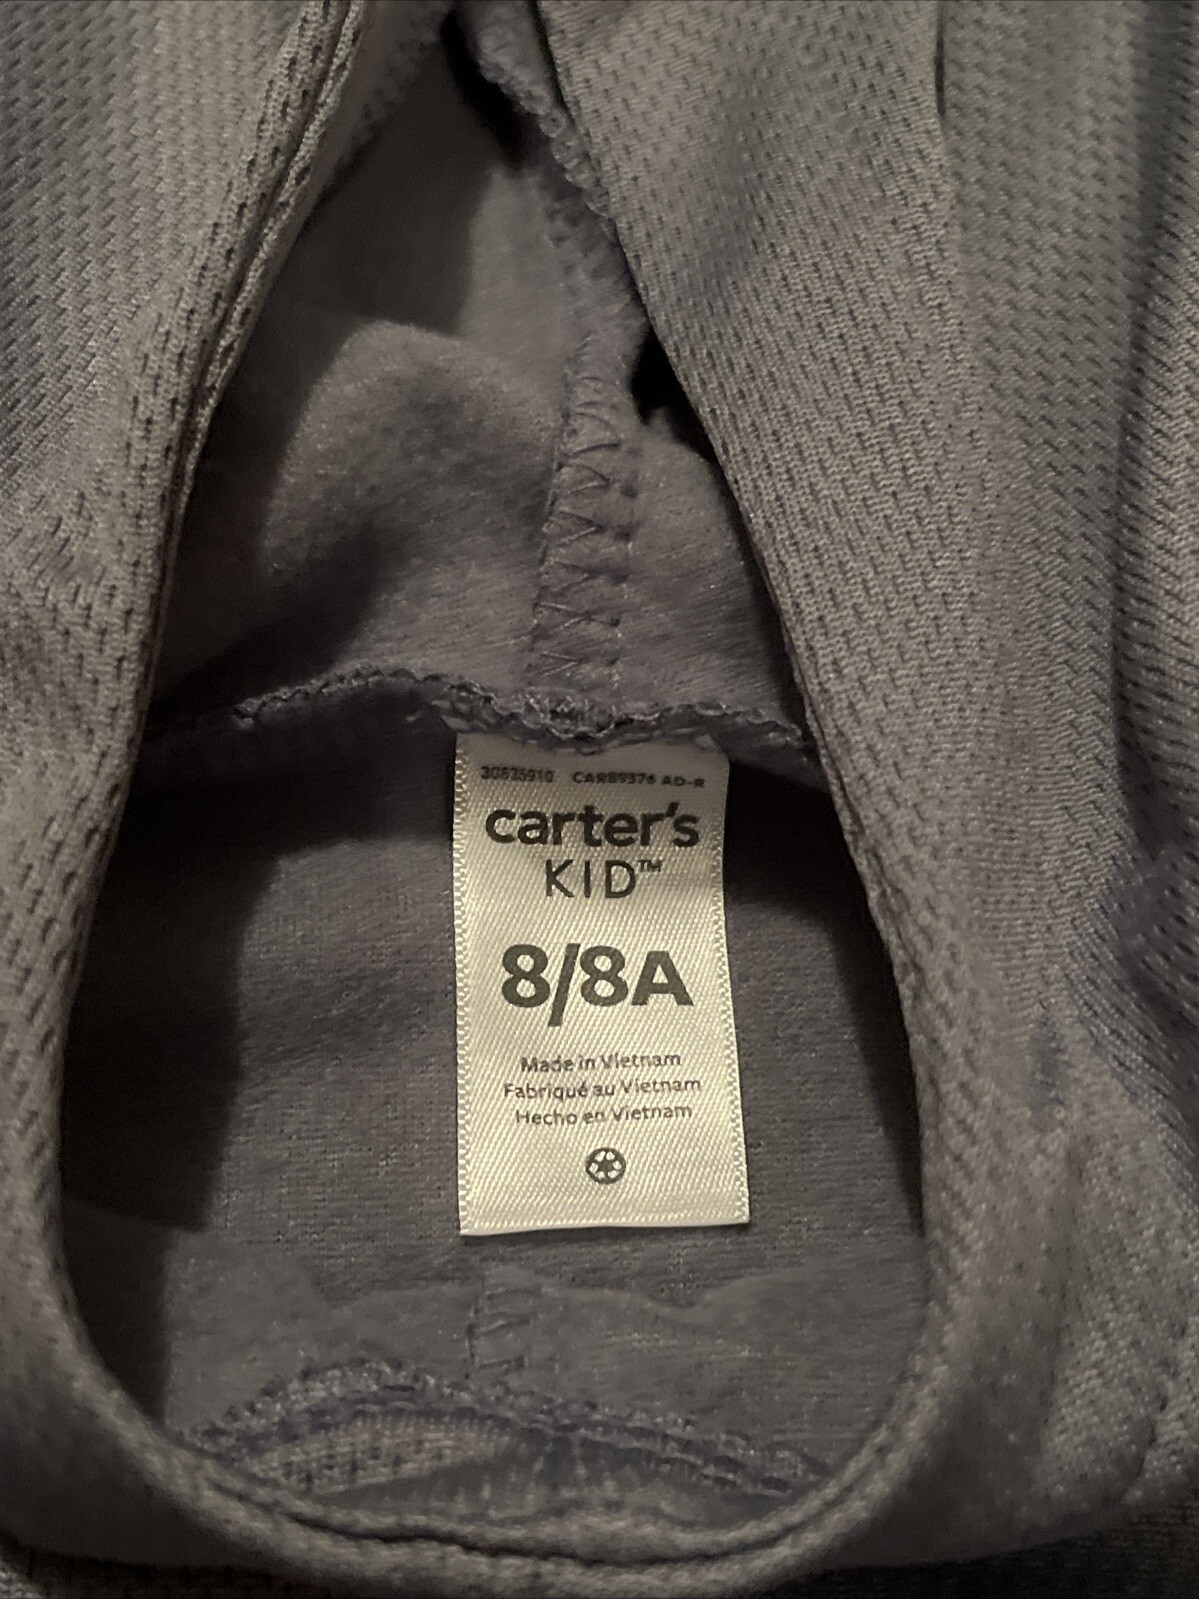 30635910 CAR89376 AD-R
carter's
KID™
8/8A
Made in Vietnam
Fabriqué au Vietnam
Hecho en Vietnam